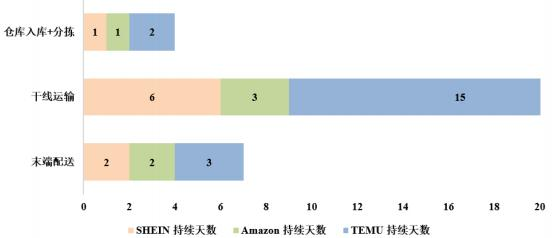 仓库入库+分拣
1 1 2
干线运输
6 3 15
末端配送
2 2 3
0 2 4 6 8 10 12 14 16 18 20
SHEIN 持续天数 Amazon 持续天数 TEMU 持续天数